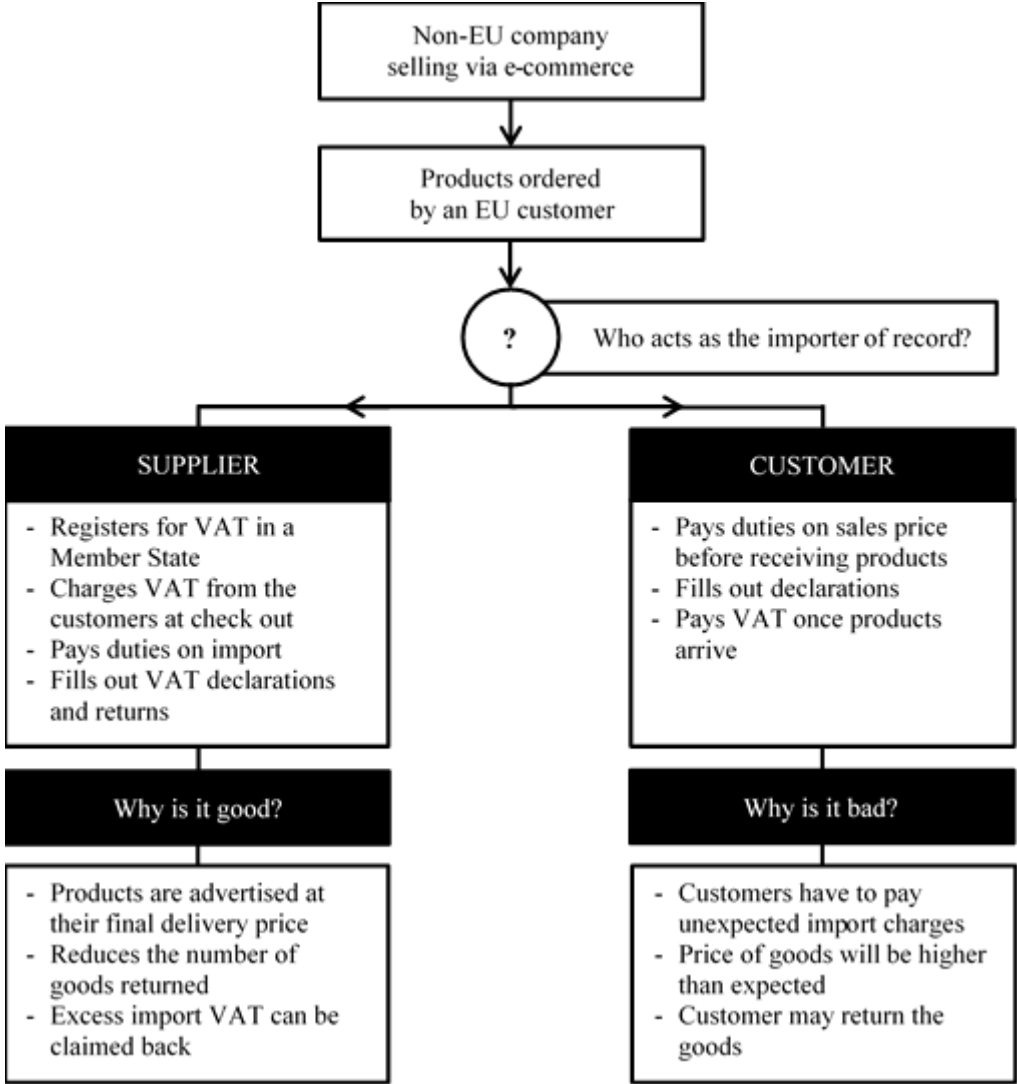 Non-EU company
selling via e-commerce
Products ordered
by an EU customer
?
Who acts as the importer of record?
SUPPLIER
- Registers for VAT in a
Member State
- Charges VAT from the
customers at check out
- Pays duties on import
- Fills out VAT declarations
and returns
Why is it good?
- Products are advertised at
their final delivery price
- Reduces the number of
goods returned
- Excess import VAT can be
claimed back
CUSTOMER
- Pays duties on sales price
before receiving products
- Fills out declarations
- Pays VAT once products
arrive
Why is it bad?
- Customers have to pay
unexpected import charges
- Price of goods will be higher
than expected
- Customer may return the
goods